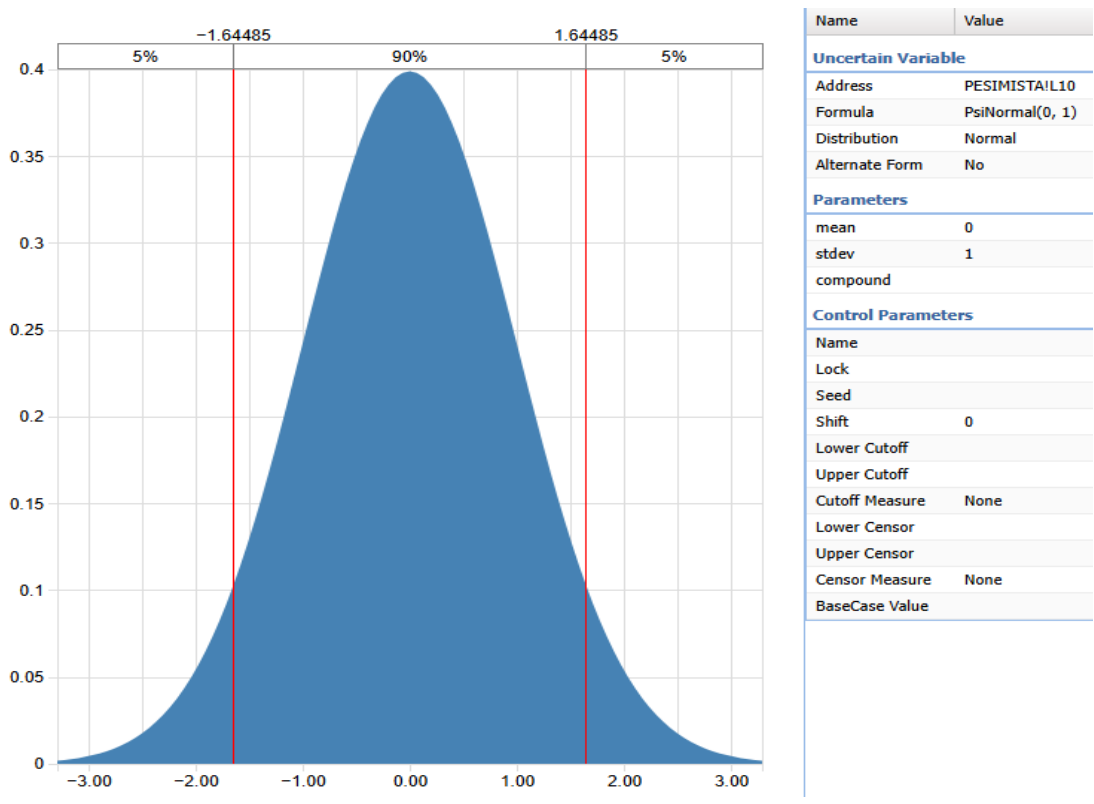 −1.64485 1.64485
5% 90% 5%
0.4
0.35
0.3
0.25
0.2
0.15
0.1
0.05
0
−3.00 −2.00 −1.00 0.00 1.00 2.00 3.00
Name Value
Uncertain Variable
Address PESIMISTA!L10
Formula PsiNormal(0, 1)
Distribution Normal
Alternate Form No
Parameters
mean 0
stdev 1
compound
Control Parameters
Name
Lock
Seed
Shift 0
Lower Cutoff
Upper Cutoff
Cutoff Measure None
Lower Censor
Upper Censor
Censor Measure None
BaseCase Value